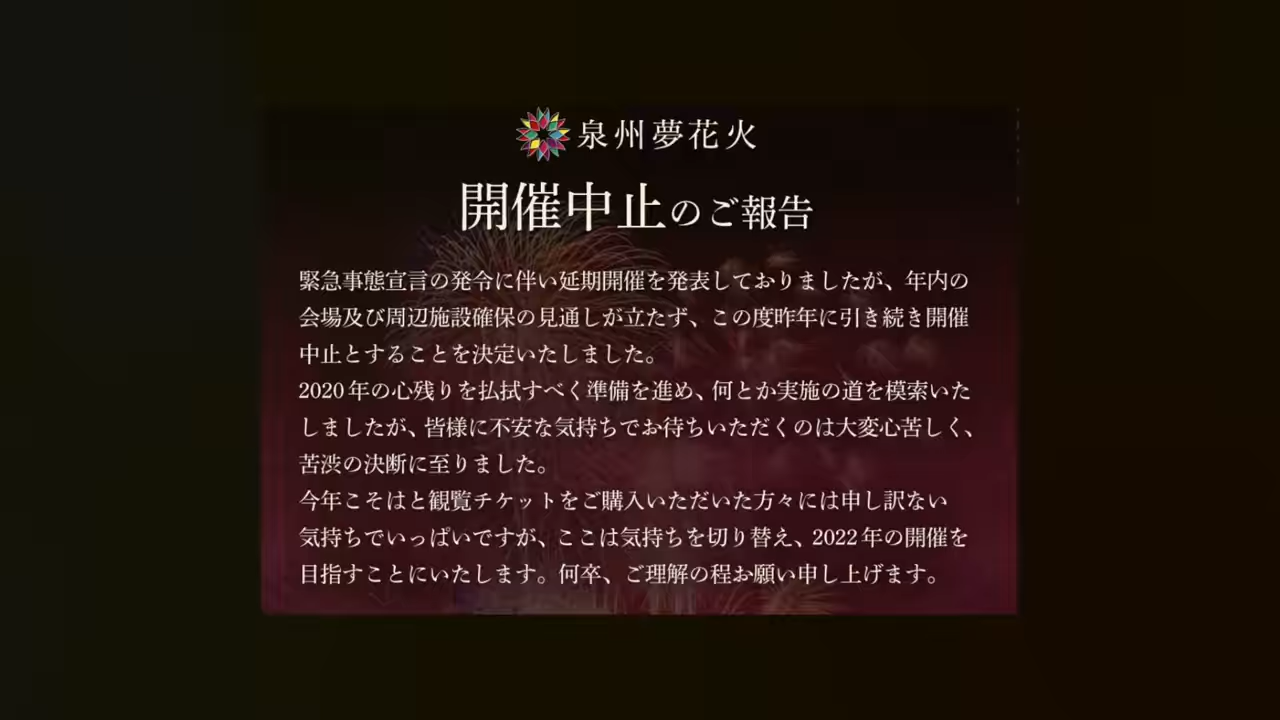 泉州夢花火
開催中止のご報告
緊急事態宣言の発令に伴い延期開催を発表しておりましたが、年内の
会場及び周辺施設確保の見通しが立たず、この度昨年に引き続き開催
中止とすることを決定いたしました。
2020年の心残りを払拭すべく準備を進め、何とか実施の道を模索いた
しましたが、皆様に不安な気持ちでお待ちいただくのは大変心苦しく、
苦渋の決断に至りました。
今年こそはと観覧チケットをご購入いただいた方々には申し訳ない
気持ちでいっぱいですが、ここは気持ちを切り替え、2022年の開催を
目指すことにいたします。何卒、ご理解の程お願い申し上げます。